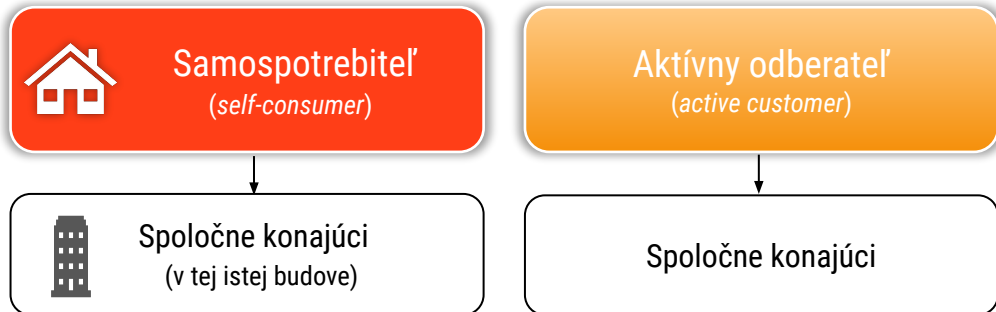 Samospotrebiteľ
(self-consumer)
Aktívny odberateľ
(active customer)
Spoločne konajúci
(v tej istej budove)
Spoločne konajúci